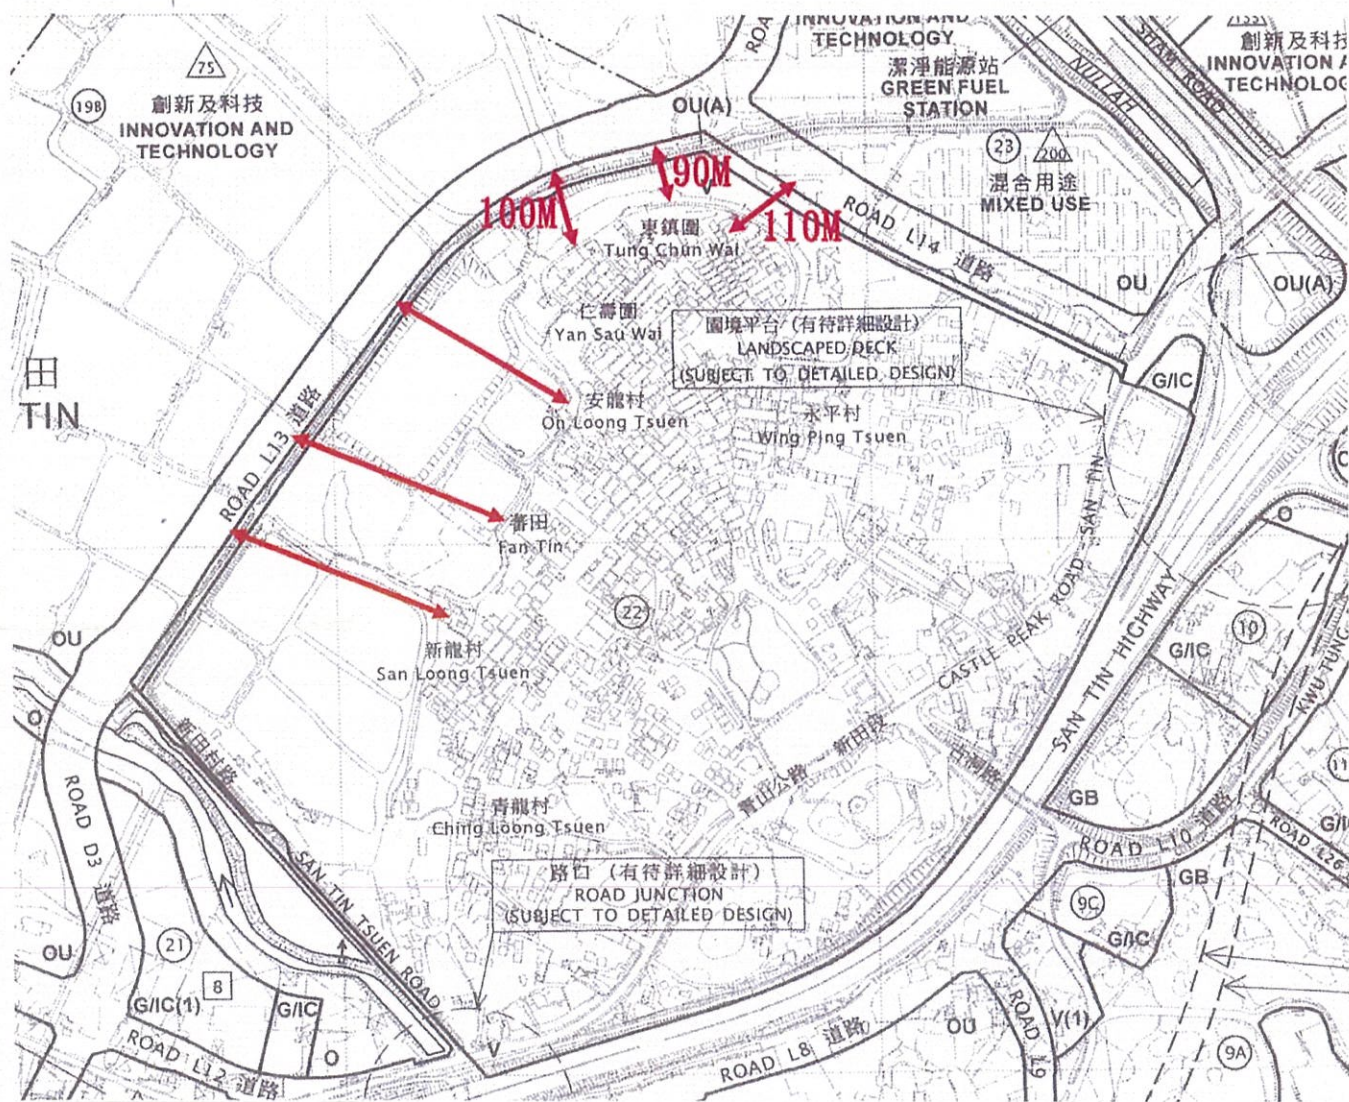 INNOVATION AND
TECHNOLOGY
潔淨能源站
GREEN FUEL
STATION
NULLAH
SHAM ROAD
133
創新及科技
INNOVATION A
TECHNOLOG
ROA
75
198
創新及科技
INNOVATION AND
TECHNOLOGY
OU(A)
23
200
混合用途
MIXED USE
90M
V
100M
110M
東鎮圍
Tung Chun Wai
ROAD L14 道路
OU
OU(A)
仁壽圍
Yan Sau Wai
園境平台 (有待詳細設計)
LANDSCAPED DECK
(SUBJECT TO DETAILED DESIGN)
G/IC
田
TIN
安龍村
On Loong Tsuen
永平村
Wing Ping Tsuen
ROAD L13 道路
蕃田
Fan Tin
22
新龍村
San Loong Tsuen
CASTLE PEAK ROAD - SAN TIN
SAN TIN HIGHWAY
O
10
G/IC
KWU TUNG
OU
O
新田村路
青山公路 - 新田段
古洞路
GB
11
青龍村
Ching Loong Tsuen
ROAD L10 道路
ROAD L26
G/I
ROAD D3 道路
SAN TIN TSUEN ROAD
路口 (有待詳細設計)
ROAD JUNCTION
(SUBJECT TO DETAILED DESIGN)
GB
9C
G/IC
OU
21
8
G/IC(1)
G/IC
O
ROAD L12 道路
V
ROAD L8 道路
OU
ROAD L9
V(1)
9A